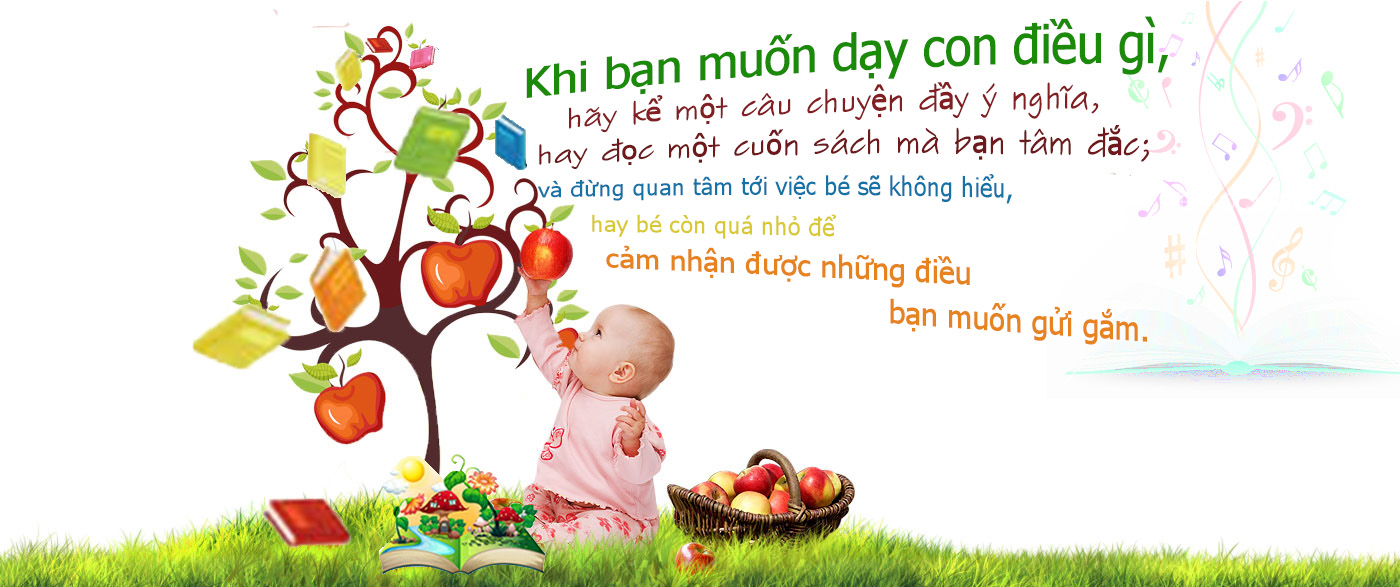 Khi bạn muốn dạy con điều gì,
hãy kể một câu chuyện đầy ý nghĩa,
hay đọc một cuốn sách mà bạn tâm đắc;
và đừng quan tâm tới việc bé sẽ không hiểu,
hay bé còn quá nhỏ để
cảm nhận được những điều
bạn muốn gửi gắm.